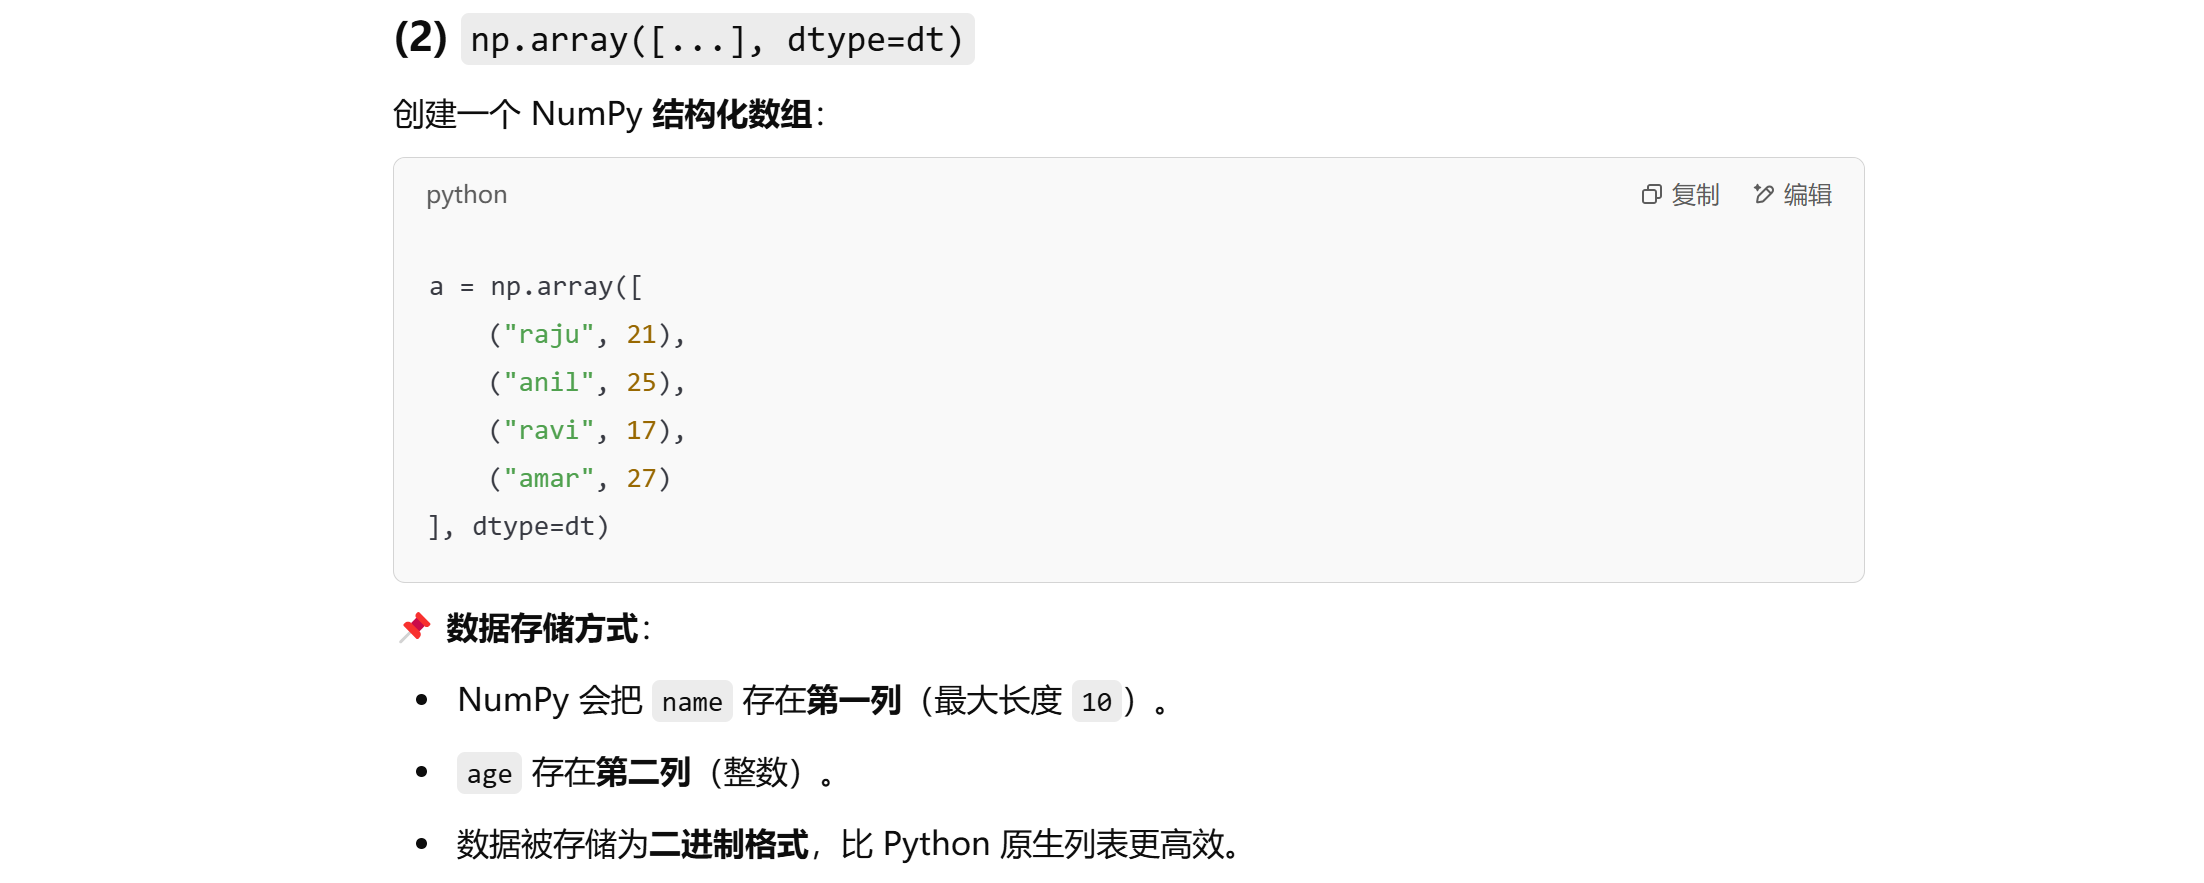 (2) np.array([...], dtype=dt)
创建一个 NumPy 结构化数组：
python
复制 编辑
a = np.array([
    ("raju", 21),
    ("anil", 25),
    ("ravi", 17),
    ("amar", 27)
], dtype=dt)
📌 数据存储方式：
• NumPy 会把 name 存在第一列（最大长度 10）。
• age 存在第二列（整数）。
• 数据被存储为二进制格式，比 Python 原生列表更高效。